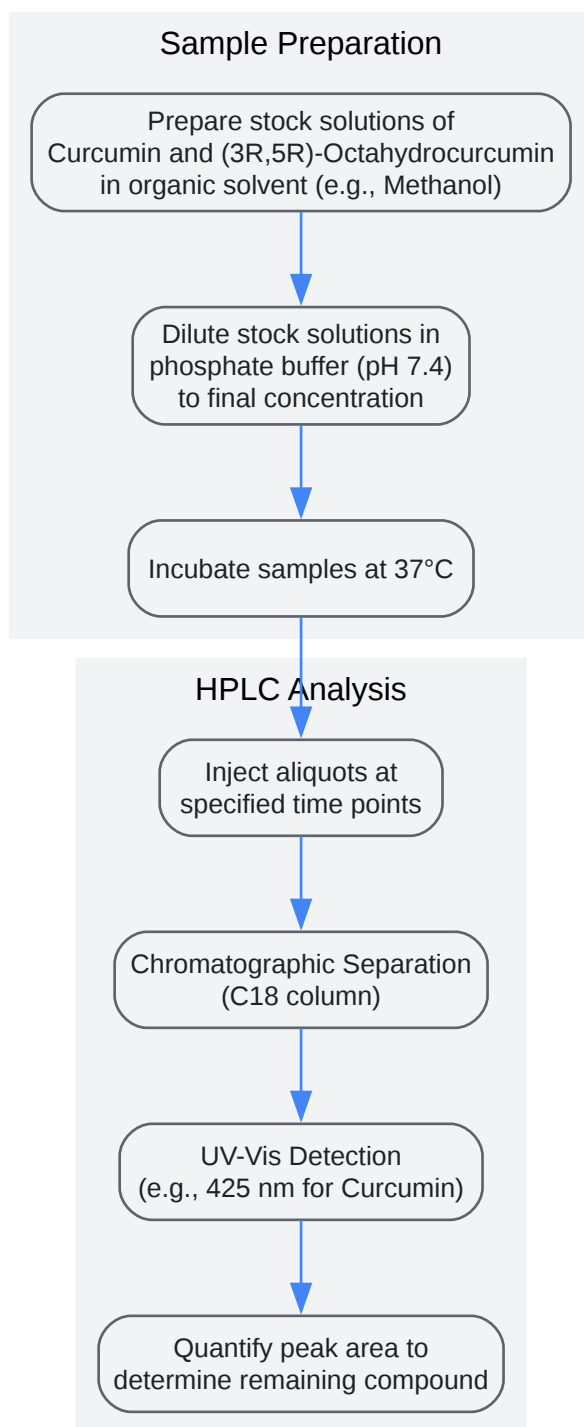 Sample Preparation
Prepare stock solutions of
Curcumin and (3R,5R)-Octahydrocurcumin
in organic solvent (e.g., Methanol)
Dilute stock solutions in
phosphate buffer (pH 7.4)
to final concentration
Incubate samples at 37°C
HPLC Analysis
Inject aliquots at
specified time points
Chromatographic Separation
(C18 column)
UV-Vis Detection
(e.g., 425 nm for Curcumin)
Quantify peak area to
determine remaining compound